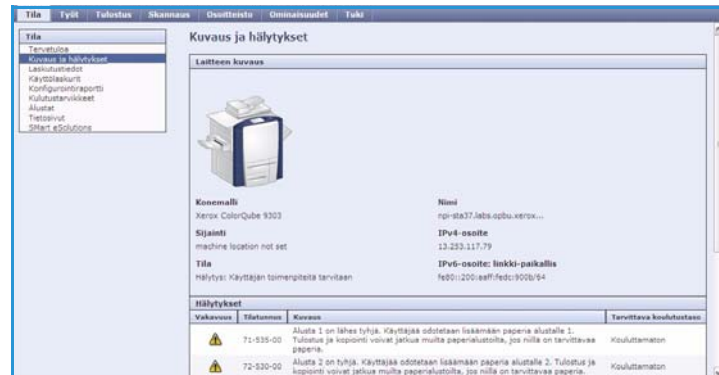 Tila Työt Tulostus Skannaus Osoitteisto Ominaisuudet Tuki
Tila
Tervetuloa
Kuvaus ja hälytykset
Laskutustiedot
Käyttölaskurit
Konfigurointiraportti
Kulutustarvikkeet
Alustat
Tietosivut
SMart eSolutions
Kuvaus ja hälytykset
Laitteen kuvaus
Konemalli Nimi
Xerox ColorQube 9303 npi-sta37.labs.opbu.xerox...
Sijainti IPv4-osoite
machine location not set 13.253.117.79
Tila IPv6-osoite: linkki-paikallis
Hälytys: Käyttäjän toimenpiteitä tarvitaan fe80::200:aaff:fedc:900b/64
Hälytykset
Vakavuus Tilatunnus Kuvaus Tarvittava koulutustaso
Alusta 1 on lähes tyhjä. Käyttäjää odotetaan lisäämään paperia alustalle 1.
71-535-00 Tulostus ja kopiointi voivat jatkua muilta paperialustoilta, jos niillä on tarvittavaa Kouluttamaton
paperia.
72-530-00 Alusta 2 on tyhjä. Käyttäjää odotetaan lisäämään paperia alustalle 2. Tulostus ja Kouluttamaton
kopiointi voivat jatkua muilta paperialustoilta, jos niillä on tarvittavaa paperia.